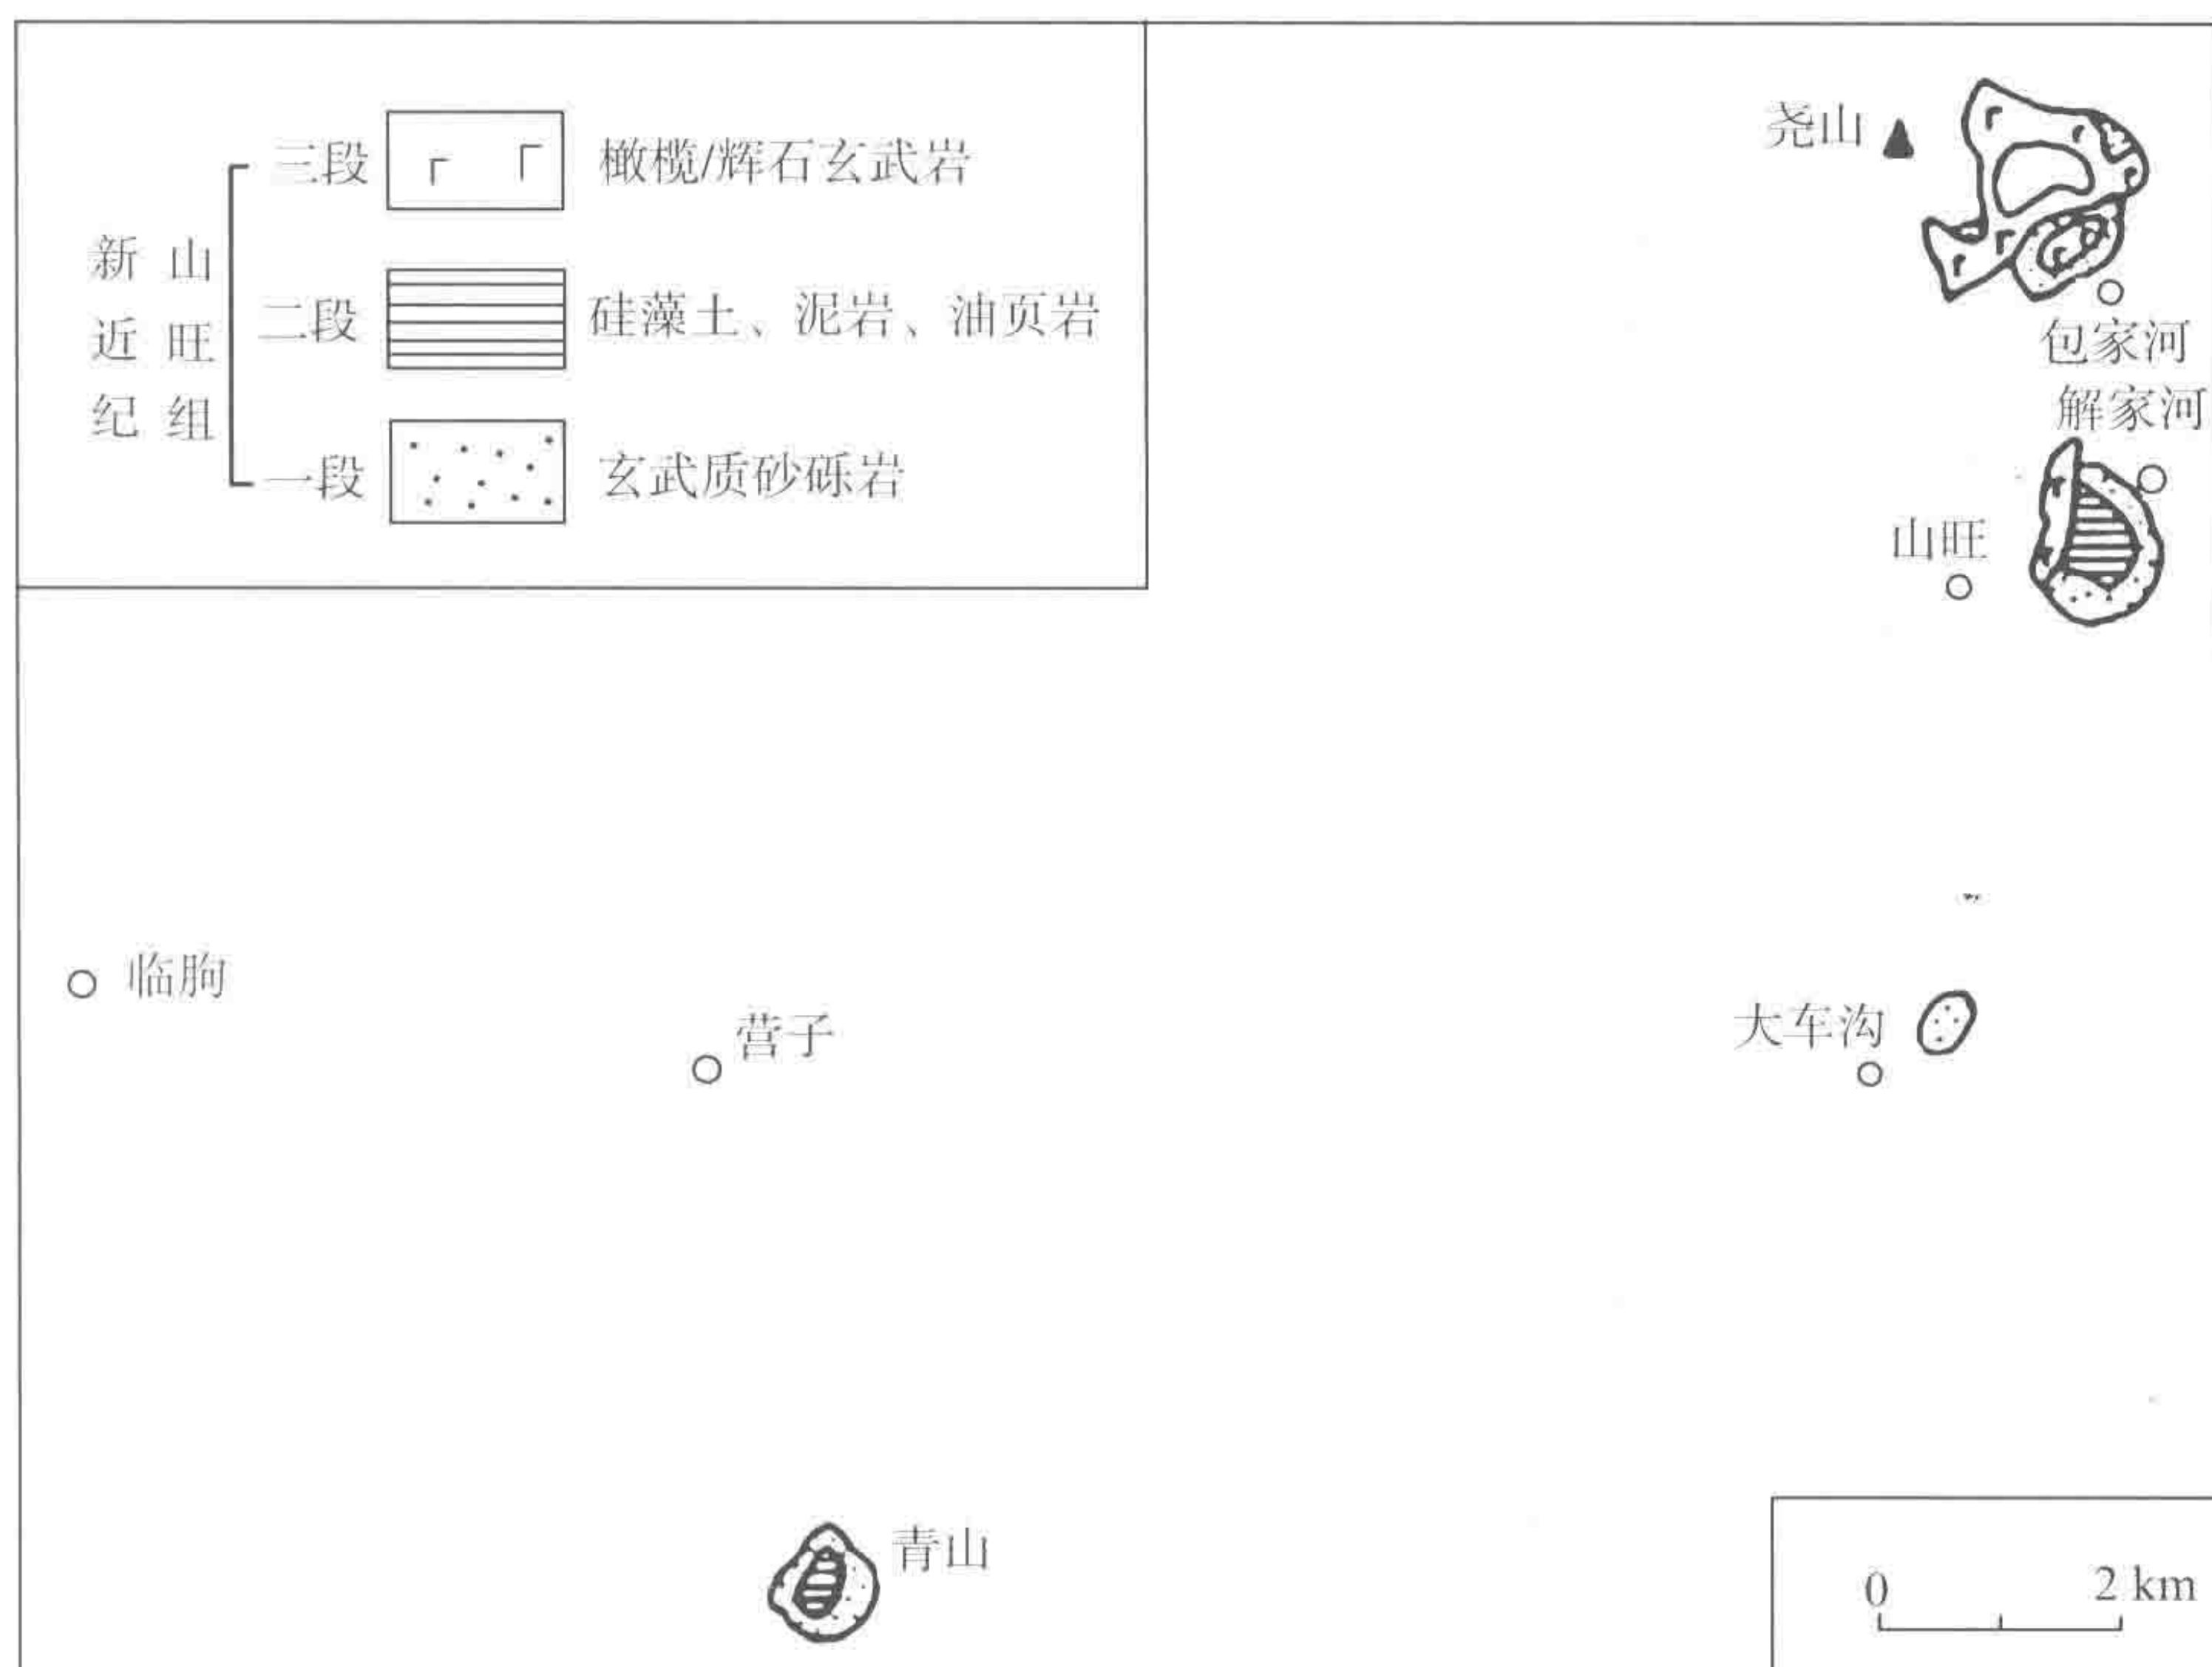 三段 橄榄/辉石玄武岩
新近纪
山旺组
二段 硅藻土、泥岩、油页岩
一段 玄武质砂砾岩
尧山
包家河
解家河
山旺
临朐
营子
大车沟
青山
0 2 km